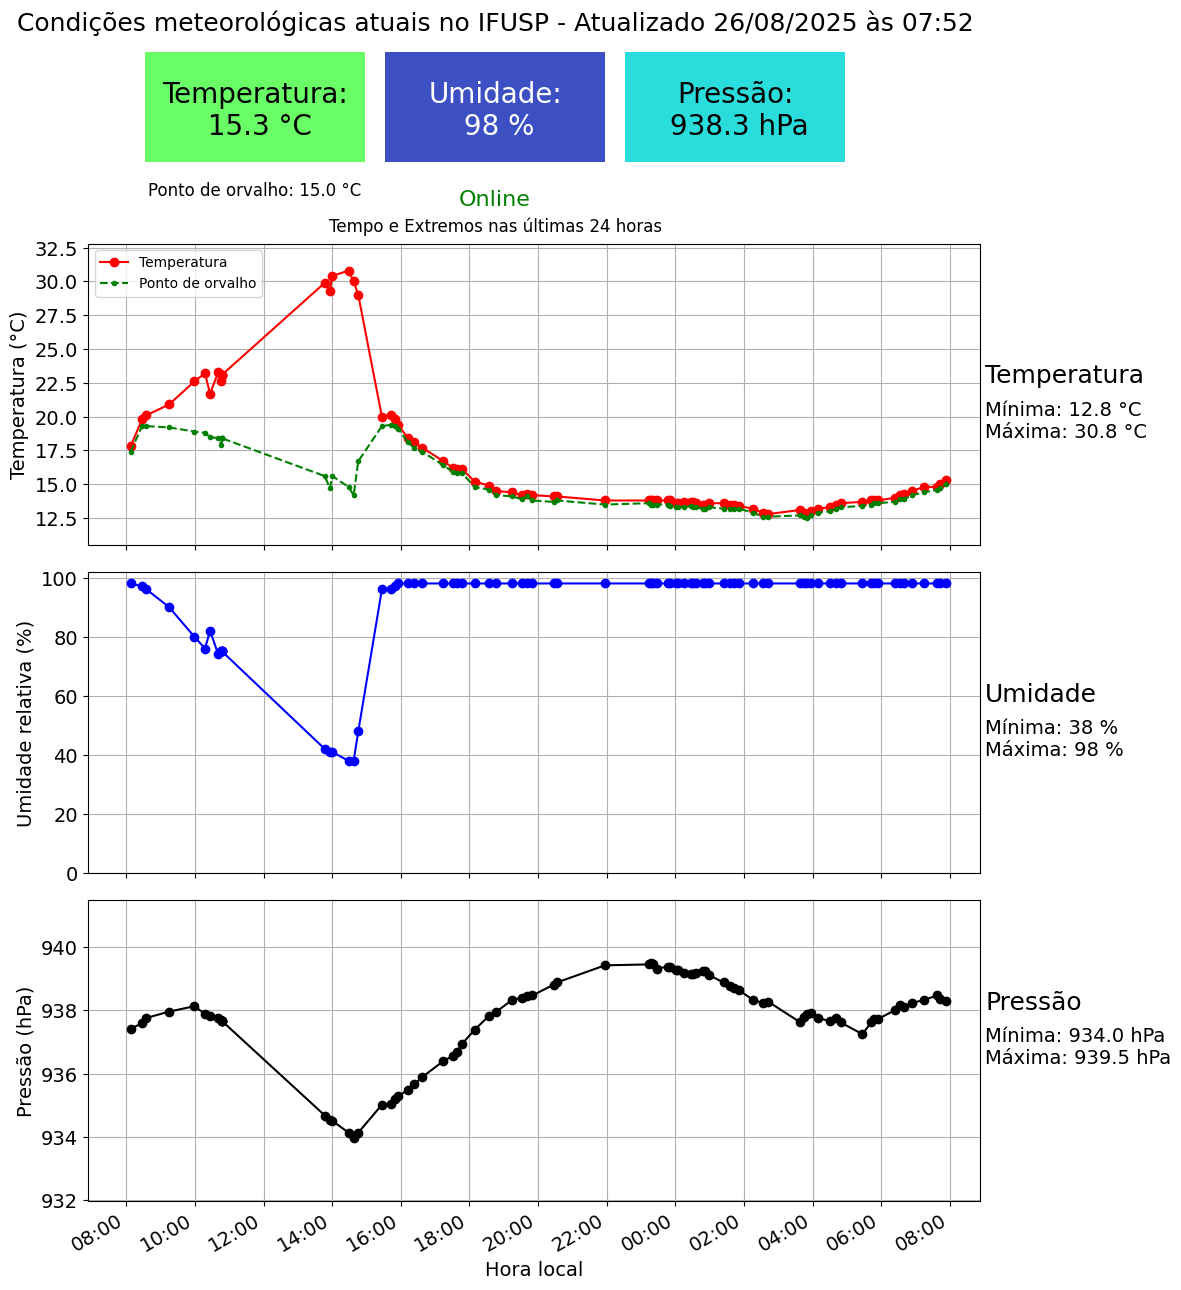 Condições meteorológicas atuais no IFUSP - Atualizado 26/08/2025 às 07:52
Temperatura:
15.3 °C
Umidade:
98 %
Pressão:
938.3 hPa
Ponto de orvalho: 15.0 °C
Online
Tempo e Extremos nas últimas 24 horas
Temperatura (°C)
32.5
30.0
27.5
25.0
22.5
20.0
17.5
15.0
12.5
Temperatura
Ponto de orvalho
Temperatura
Mínima: 12.8 °C
Máxima: 30.8 °C
Umidade relativa (%)
100
80
60
40
20
0
Umidade
Mínima: 38 %
Máxima: 98 %
Pressão (hPa)
940
938
936
934
932
Pressão
Mínima: 934.0 hPa
Máxima: 939.5 hPa
08:00
10:00
12:00
14:00
16:00
18:00
20:00
22:00
00:00
02:00
04:00
06:00
08:00
Hora local